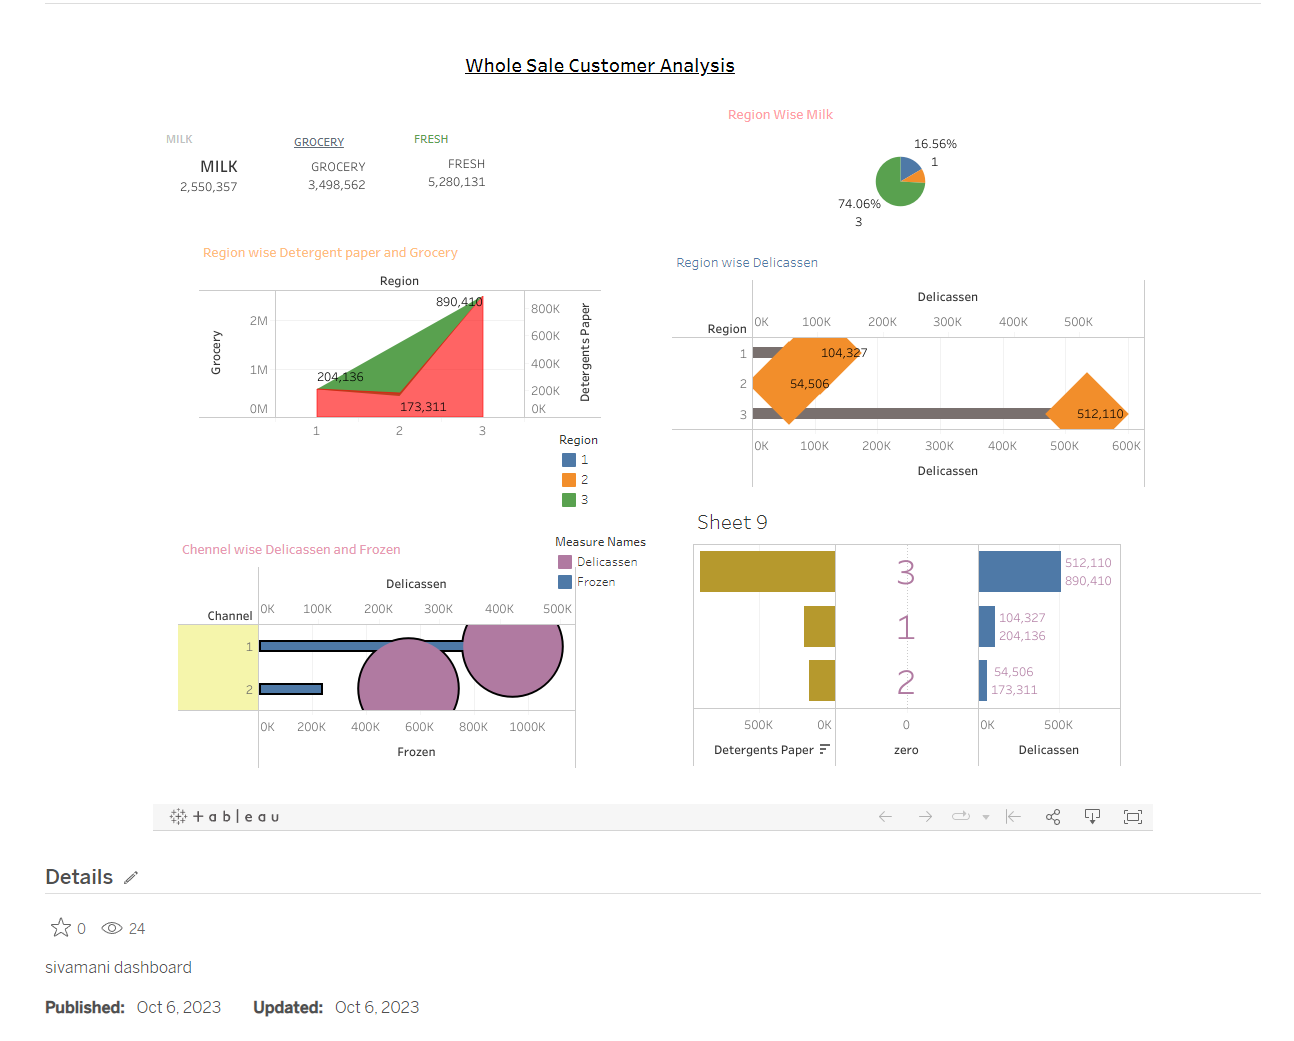 Whole Sale Customer Analysis
MILK
MILK
2,550,357
GROCERY
GROCERY
3,498,562
FRESH
FRESH
5,280,131
Region Wise Milk
16.56%
1
74.06%
3
Region wise Detergent paper and Grocery
Region
Grocery
2M
1M
0M
890,410
204,136
173,311
800K
600K
400K
200K
0K
Detergents Paper
1 2 3
Region
1
2
3
Region wise Delicassen
Delicassen
Region
0K 100K 200K 300K 400K 500K
1 104,327
2 54,506
3 512,110
0K 100K 200K 300K 400K 500K 600K
Delicassen
Chennel wise Delicassen and Frozen
Delicassen
Channel
0K 100K 200K 300K 400K 500K
1
2
0K 200K 400K 600K 800K 1000K
Frozen
Measure Names
Delicassen
Frozen
Sheet 9
3
512,110
890,410
1
104,327
204,136
2
54,506
173,311
500K 0K 0 0K 500K
Detergents Paper zero Delicassen
+ableau
Details
0 24
sivamani dashboard
Published: Oct 6, 2023 Updated: Oct 6, 2023